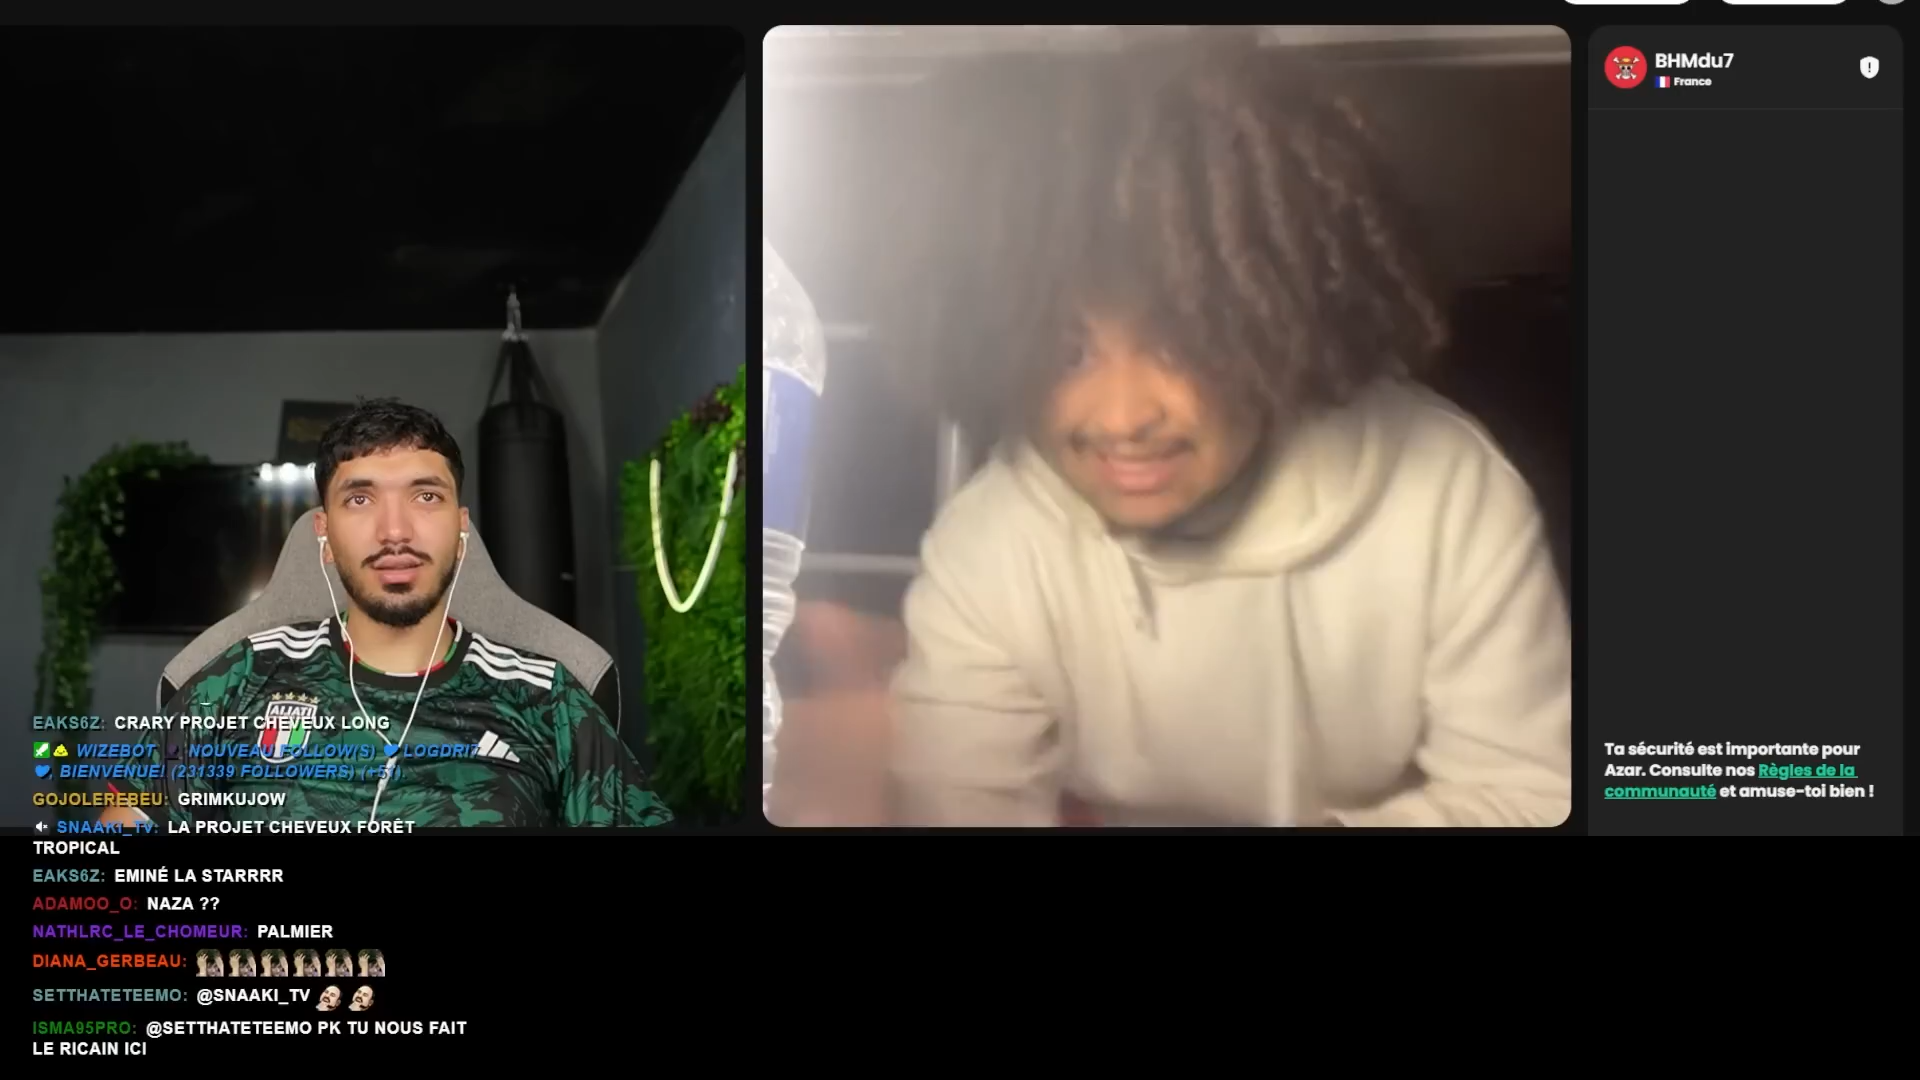 BHMdu7
France
Ta sécurité est importante pour
Azar. Consulte nos Règles de la
communauté et amuse-toi bien !
EAKS6Z: CRARY PROJET CHEVEUX LONG
WIZEBOT NOUVEAU FOLLOW(S) LOGDRI7
, BIENVENUE! (231339 FOLLOWERS) (+51).
GOJOLEREBEU: GRIMKUJOW
SNAAKI_TV: LA PROJET CHEVEUX FORÊT
TROPICAL
EAKS6Z: EMINÉ LA STARRRR
ADAMOO_O: NAZA ??
NATHLRC_LE_CHOMEUR: PALMIER
DIANA_GERBEAU:
SETTHATETEEMO: @SNAAKI_TV
ISMA95PRO: @SETTHATETEEMO PK TU NOUS FAIT
LE RICAIN ICI